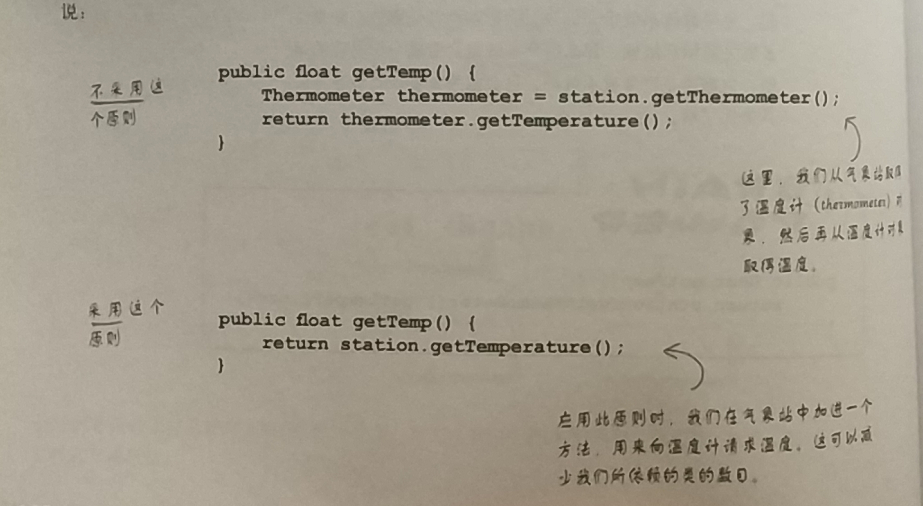 说：
public float getTemp() {
不采用这
Thermometer thermometer = station.getThermometer();
个原则
return thermometer.getTemperature();
}
这里，我们从气象站取得
了温度计（thermometer）对
象，然后再从温度计对象
取得温度。
采用这个
public float getTemp() {
原则
return station.getTemperature();
}
应用此原则时，我们在气象站中加进一个
方法，用来向温度计请求温度。这可以减
少我们所依赖的类的数目。